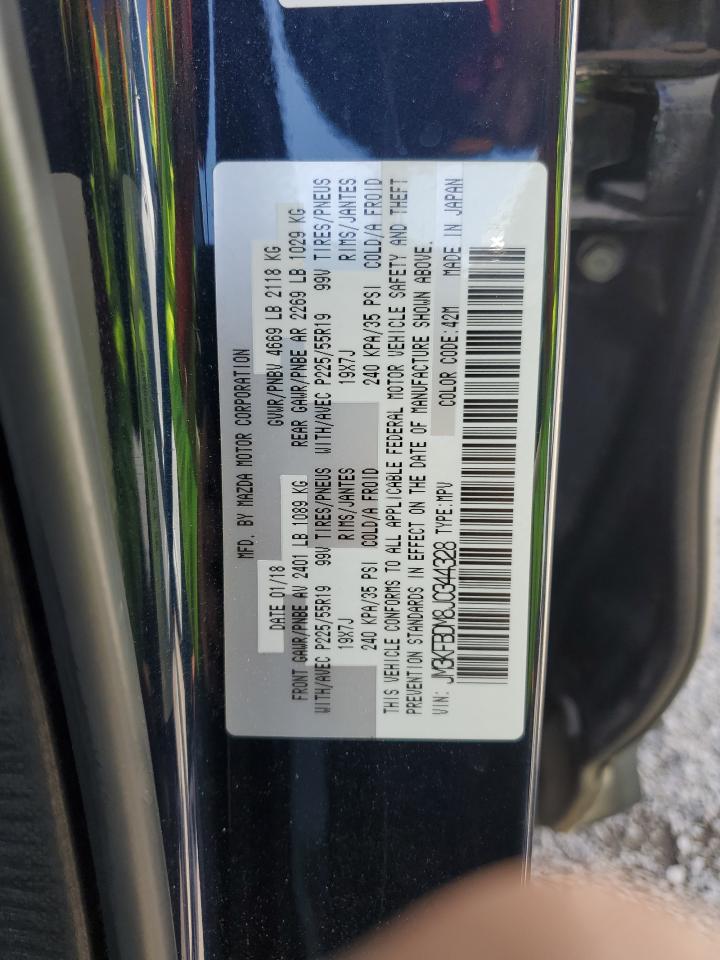 MFD. BY MAZDA MOTOR CORPORATION
DATE 01/18 GVWR/PNBV 4669 LB 2118 KG
FRONT GAWR/PNBE AV 2401 LB 1089 KG REAR GAWR/PNBE AR 2269 LB 1029 KG
WITH/AVEC P225/55R19 99V TIRES/PNEUS WITH/AVEC P225/55R19 99V TIRES/PNEUS
19X7J RIMS/JANTES 19X7J RIMS/JANTES
240 KPA/35 PSI COLD/A FROID 240 KPA/35 PSI COLD/A FROID
THIS VEHICLE CONFORMS TO ALL APPLICABLE FEDERAL MOTOR VEHICLE SAFETY AND THEFT
PREVENTION STANDARDS IN EFFECT ON THE DATE OF MANUFACTURE SHOWN ABOVE.
VIN: JM3KFBDM8J0344328 TYPE:MPV COLOR CODE:42M MADE IN JAPAN